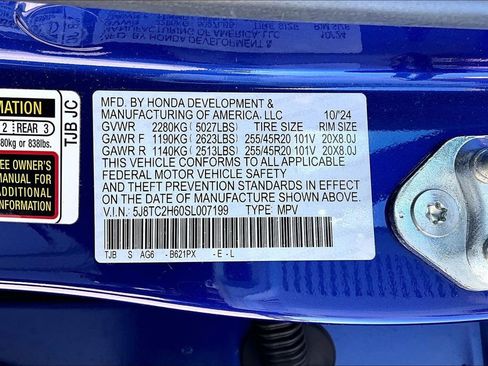 MFD. BY HONDA DEVELOPMENT &
MANUFACTURING OF AMERICA, LLC 10/'24
GVWR 2280KG (5027LBS) TIRE SIZE RIM SIZE
GAWR F 1190KG (2623LBS) 255/45R20 101V 20X8.0J
GAWR R 1140KG (2513LBS) 255/45R20 101V 20X8.0J
THIS VEHICLE CONFORMS TO ALL APPLICABLE
FEDERAL MOTOR VEHICLE SAFETY
AND THEFT PREVENTION STANDARDS IN EFFECT
ON THE DATE OF MANUFACTURE SHOWN ABOVE.
V.I.N.: 5J8TC2H60SL007199 TYPE: MPV
TJB S AG6 -B621PX -E-L
MATION
2 REAR 3
80kg or 838lbs.
EE OWNER'S
MANUAL FOR
TJB JC